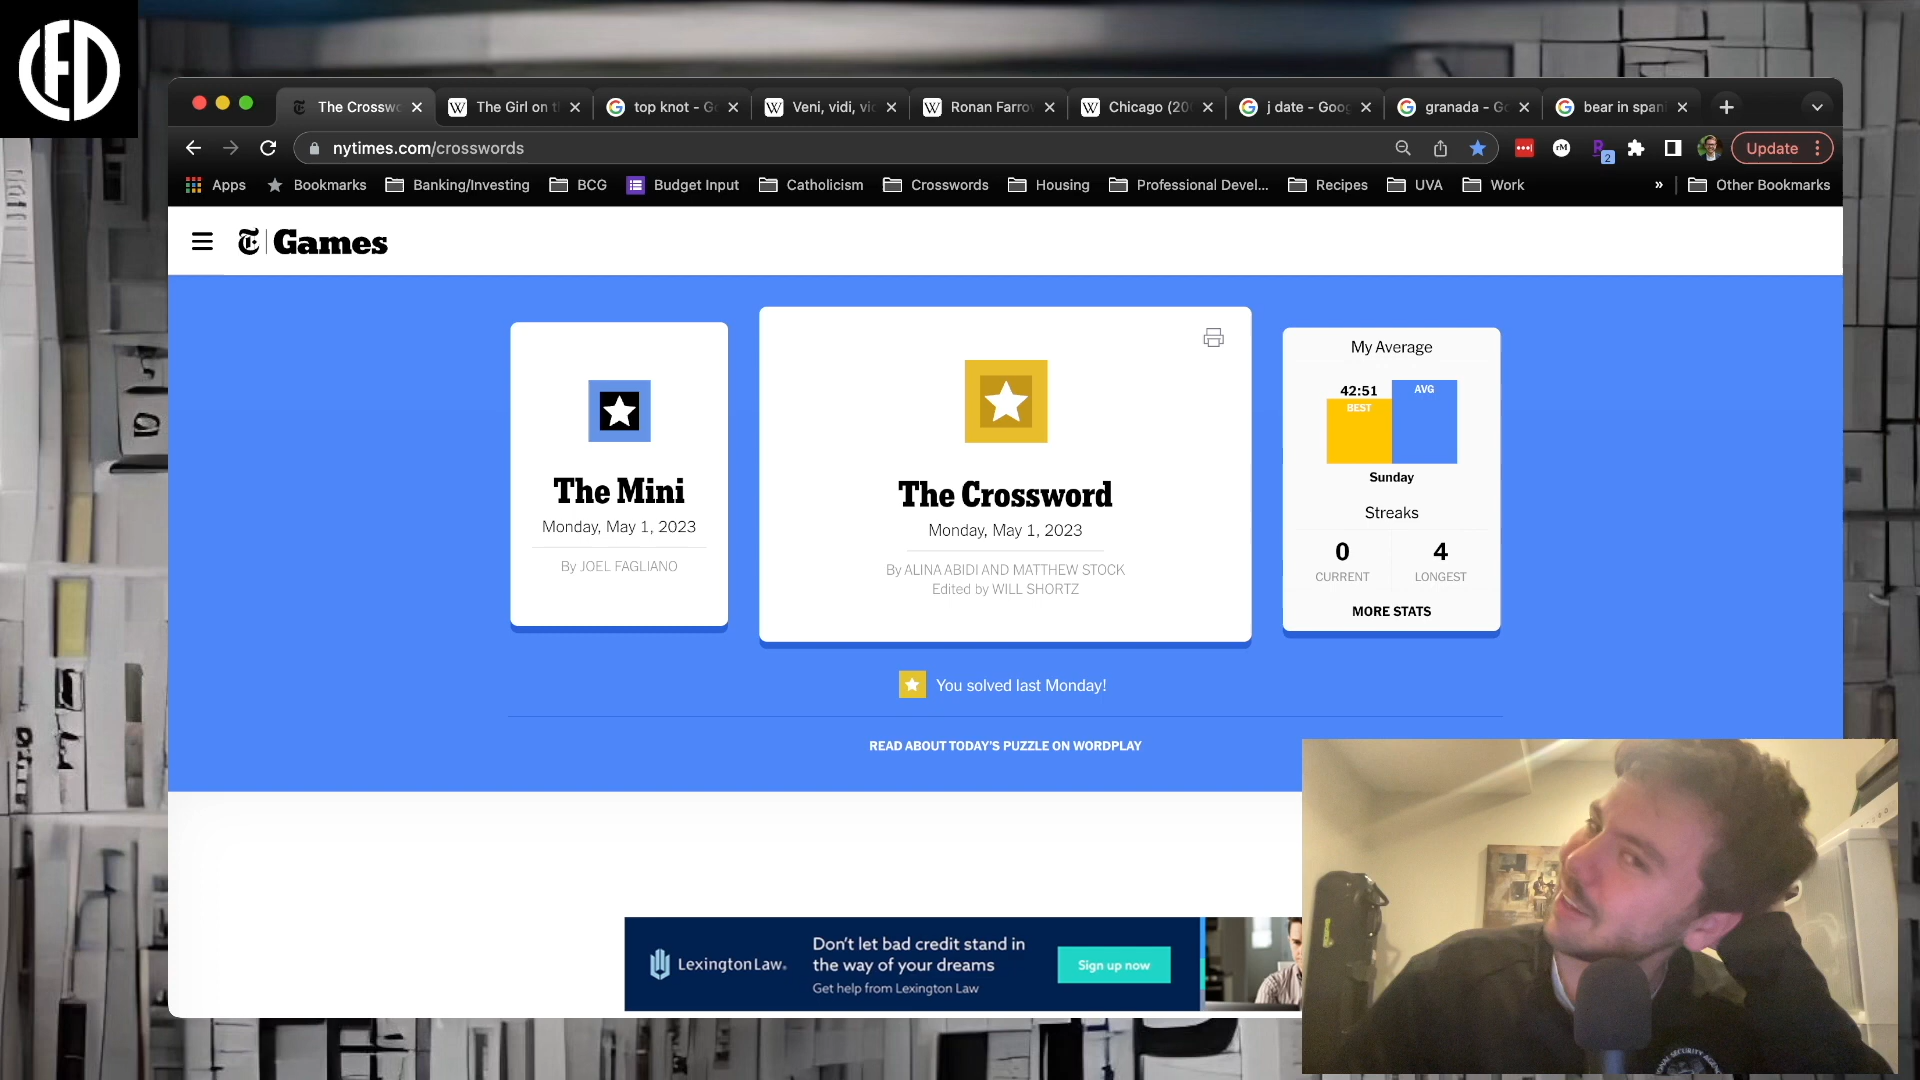 CFD
The Crossw
The Girl on t
top knot - G
Veni, vidi, vi
Ronan Farro
Chicago (20
j date - Goog
granada - G
bear in span
nytimes.com/crosswords
2
Update
Apps
Bookmarks
Banking/Investing
BCG
Budget Input
Catholicism
Crosswords
Housing
Professional Devel...
Recipes
UVA
Work
»
Other Bookmarks
T Games
The Mini
Monday, May 1, 2023
By JOEL FAGLIANO
The Crossword
Monday, May 1, 2023
By ALINA ABIDI AND MATTHEW STOCK
Edited by WILL SHORTZ
My Average
42:51
BEST
AVG
Sunday
Streaks
0
CURRENT
4
LONGEST
MORE STATS
You solved last Monday!
READ ABOUT TODAY'S PUZZLE ON WORDPLAY
Lexington Law®
Don't let bad credit stand in
the way of your dreams
Get help from Lexington Law
Sign up now